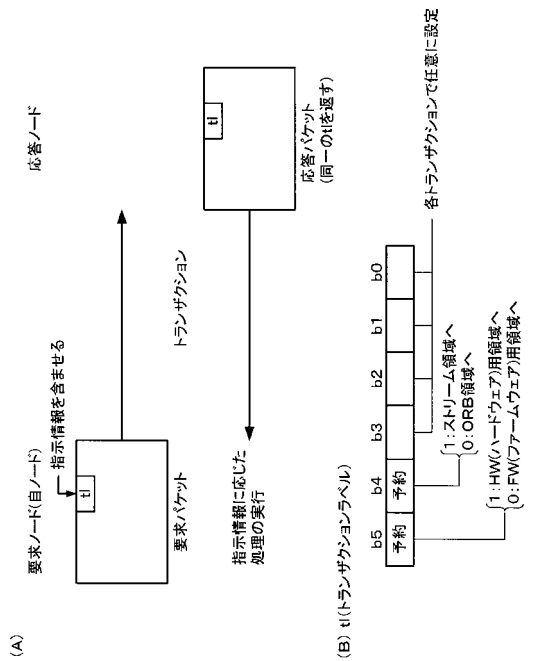 (A)
要求ノード(自ノード)
応答ノード
指示情報を含ませる
tl
要求パケット
トランザクション
tl
応答パケット
(同一のtlを返す)
指示情報に応じた
処理の実行
(B) tl(トランザクションラベル)
b5 b4 b3 b2 b1 b0
予約 予約
各トランザクションで任意に設定
1:ストリーム領域へ
0:ORB領域へ
1:HW(ハードウェア)用領域へ
0:FW(ファームウェア)用領域へ